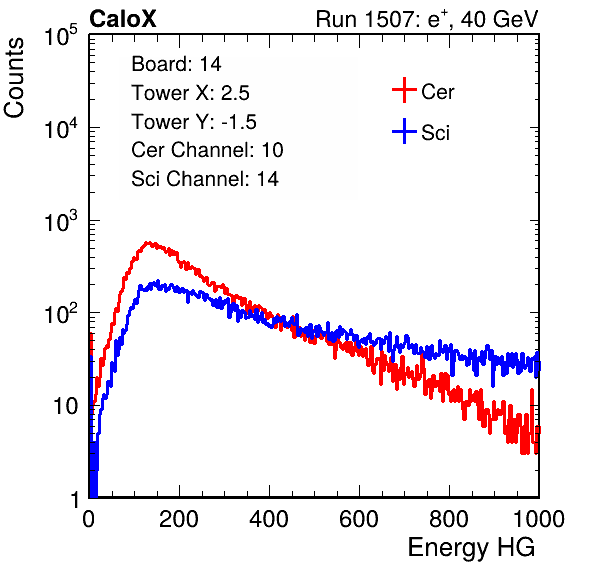 CaloX Run 1507: e⁺, 40 GeV
Counts
10⁵
10⁴
10³
10²
10
1
Board: 14
Tower X: 2.5
Tower Y: -1.5
Cer Channel: 10
Sci Channel: 14
Cer
Sci
0 200 400 600 800 1000
Energy HG